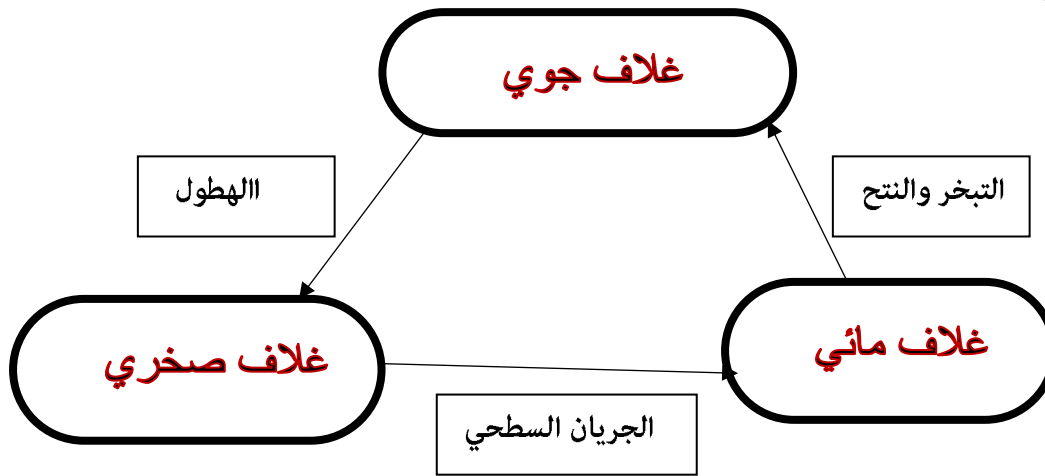 غلاف جوي
التبخر والنتح
االهطول
غلاف مائي
غلاف صخري
الجريان السطحي